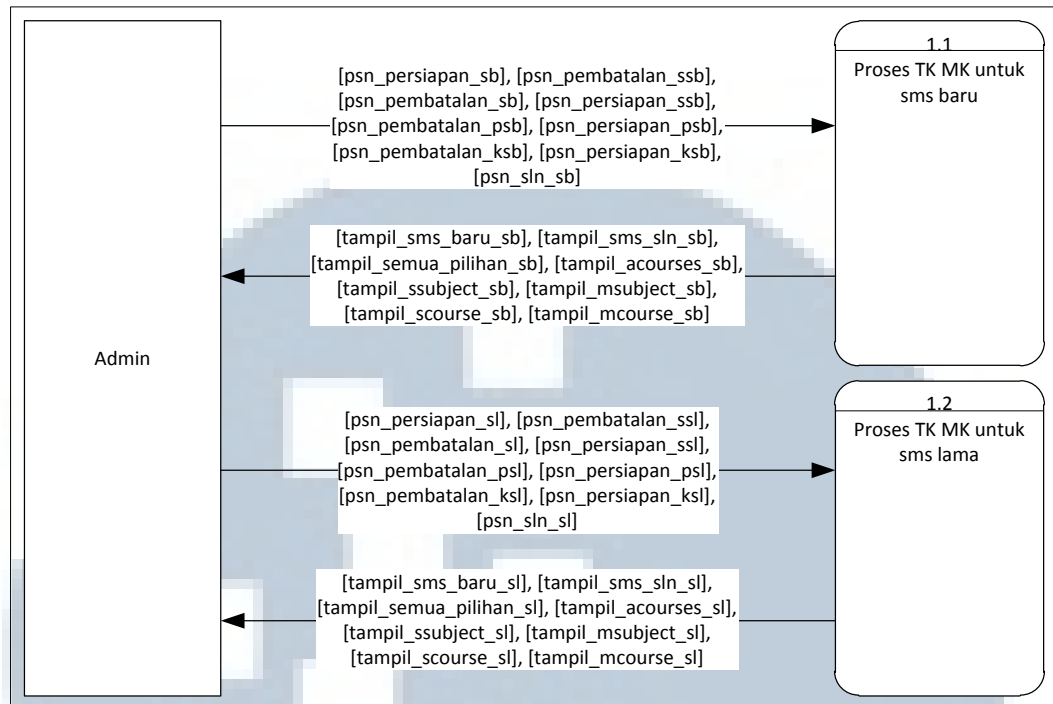 Admin
[psn_persiapan_sb], [psn_pembatalan_ssb],
[psn_pembatalan_sb], [psn_persiapan_ssb],
[psn_pembatalan_psb], [psn_persiapan_psb],
[psn_pembatalan_ksb], [psn_persiapan_ksb],
[psn_sln_sb]
[tampil_sms_baru_sb], [tampil_sms_sln_sb],
[tampil_semua_pilihan_sb], [tampil_acourses_sb],
[tampil_ssubject_sb], [tampil_msubject_sb],
[tampil_scourse_sb], [tampil_mcourse_sb]
1.1
Proses TK MK untuk
sms baru
[psn_persiapan_sl], [psn_pembatalan_ssl],
[psn_pembatalan_sl], [psn_persiapan_ssl],
[psn_pembatalan_psl], [psn_persiapan_psl],
[psn_pembatalan_ksl], [psn_persiapan_ksl],
[psn_sln_sl]
[tampil_sms_baru_sl], [tampil_sms_sln_sl],
[tampil_semua_pilihan_sl], [tampil_acourses_sl],
[tampil_ssubject_sl], [tampil_msubject_sl],
[tampil_scourse_sl], [tampil_mcourse_sl]
1.2
Proses TK MK untuk
sms lama